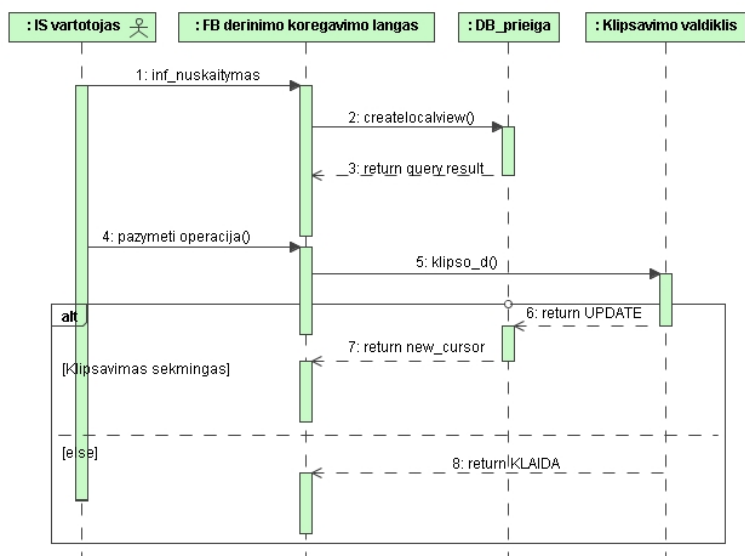 : IS vartotojas
: FB derinimo koregavimo langas
: DB_prieiga
: Klipsavimo valdiklis
1: inf_nuskaitymas
2: createlocalview()
3: return query result
4: pazymeti operacija()
5: klipso_d()
alt
6: return UPDATE
7: return new_cursor
[Klipsavimas sekmingas]
[else]
8: return KLAIDA